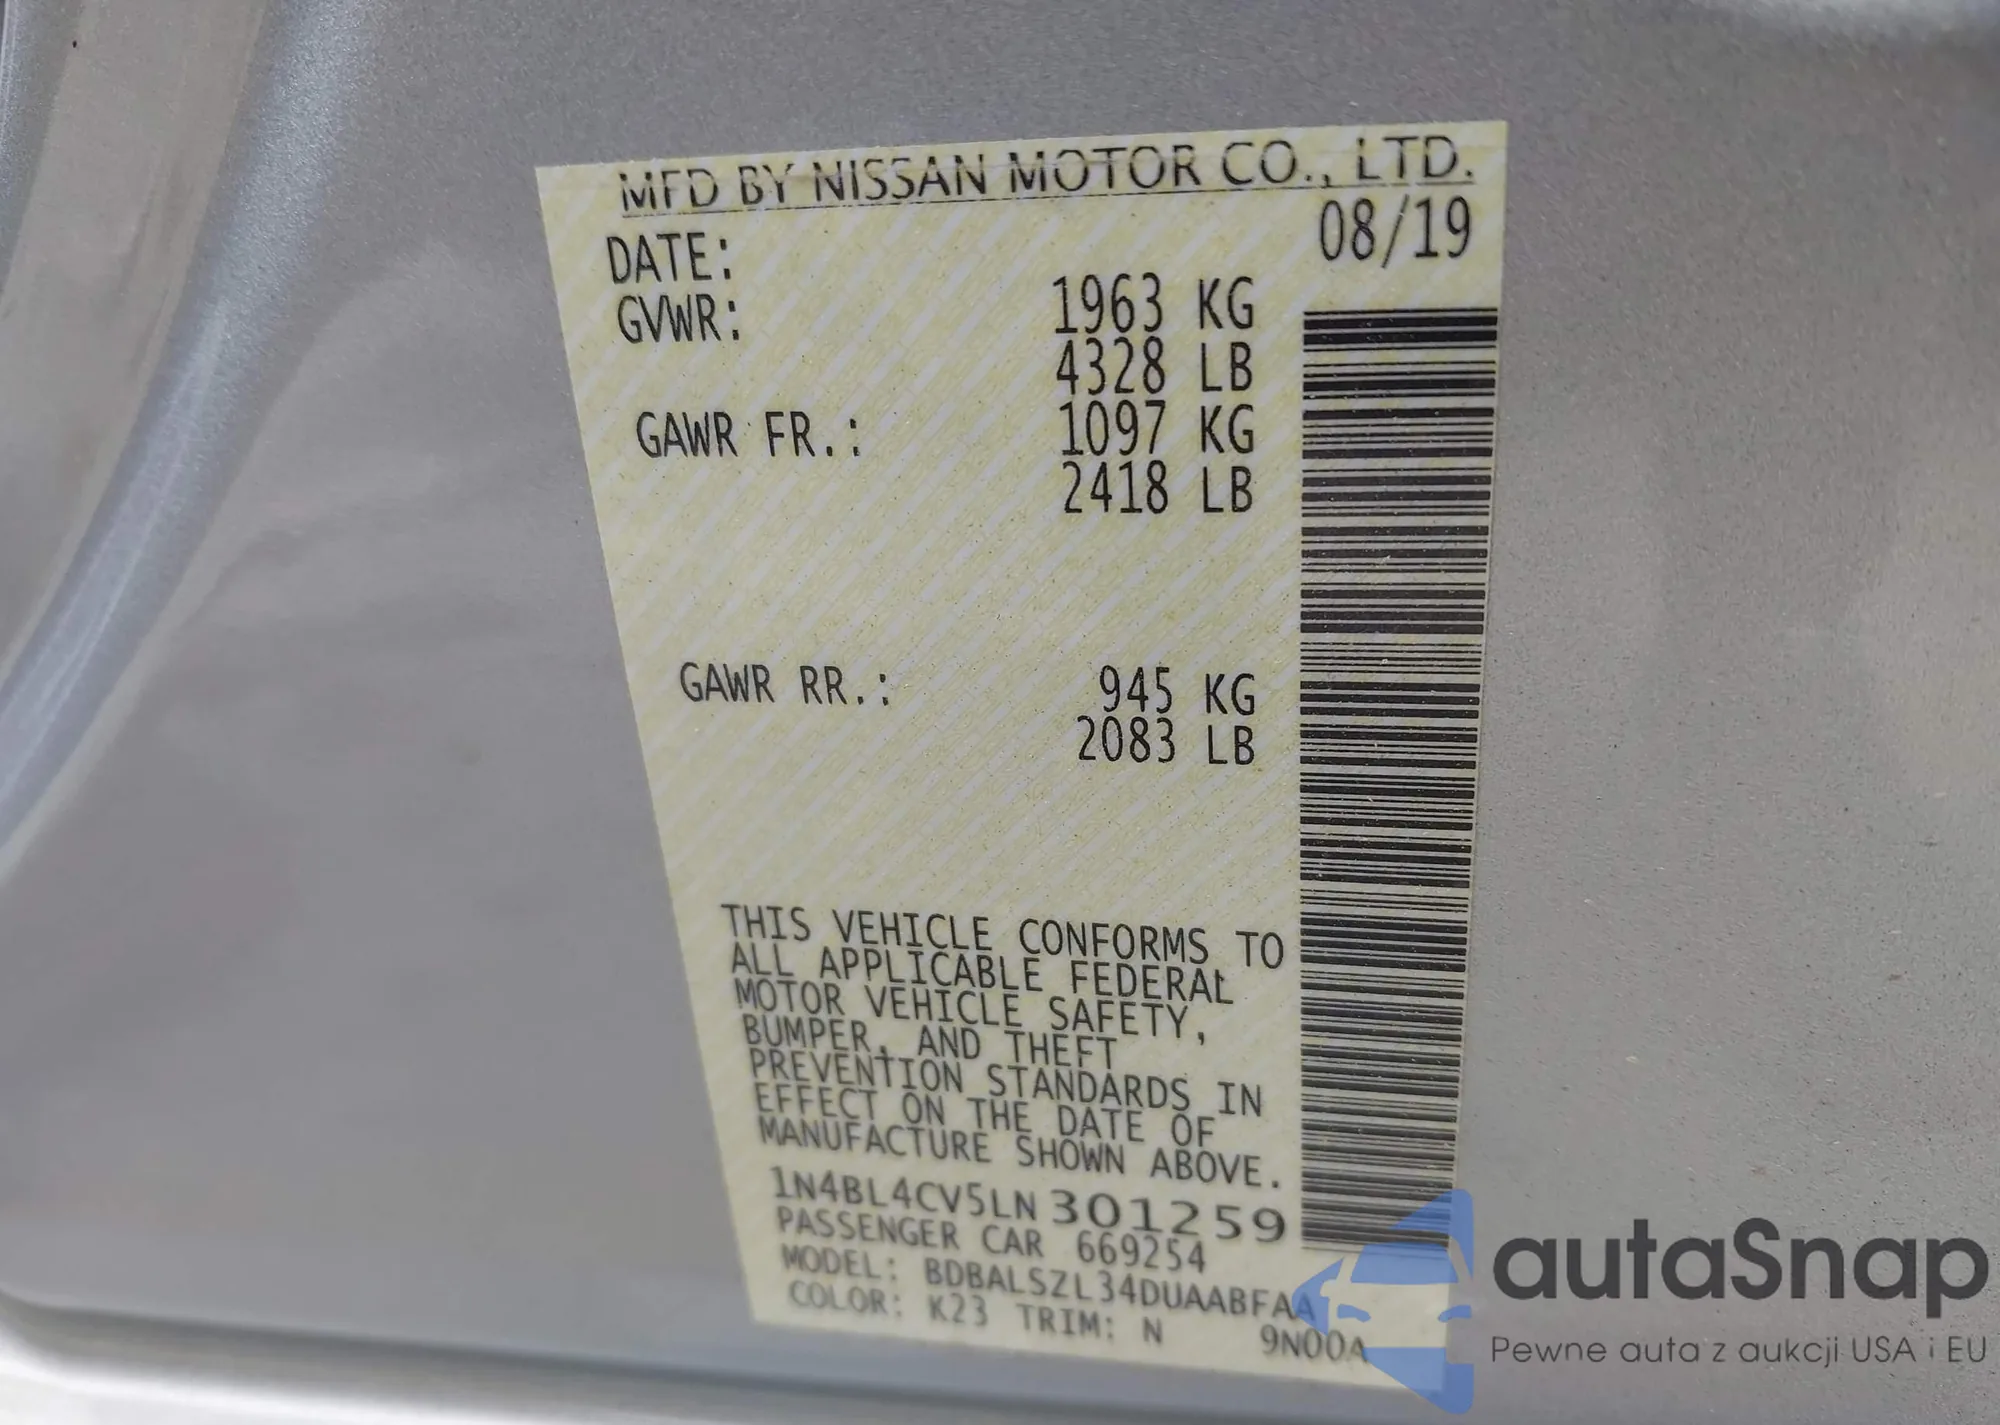 MFD BY NISSAN MOTOR CO., LTD.
DATE: 08/19
GVWR: 1963 KG
4328 LB
GAWR FR.: 1097 KG
2418 LB
GAWR RR.: 945 KG
2083 LB
THIS VEHICLE CONFORMS TO
ALL APPLICABLE FEDERAL
MOTOR VEHICLE SAFETY,
BUMPER, AND THEFT
PREVENTION STANDARDS IN
EFFECT ON THE DATE OF
MANUFACTURE SHOWN ABOVE.
1N4BL4CV5LN301259
PASSENGER CAR 669254
MODEL: BDBALSZL34DUAABFAA
COLOR: K23 TRIM: N 9N00A
autaSnap
Pewne auta z aukcji USA i EU